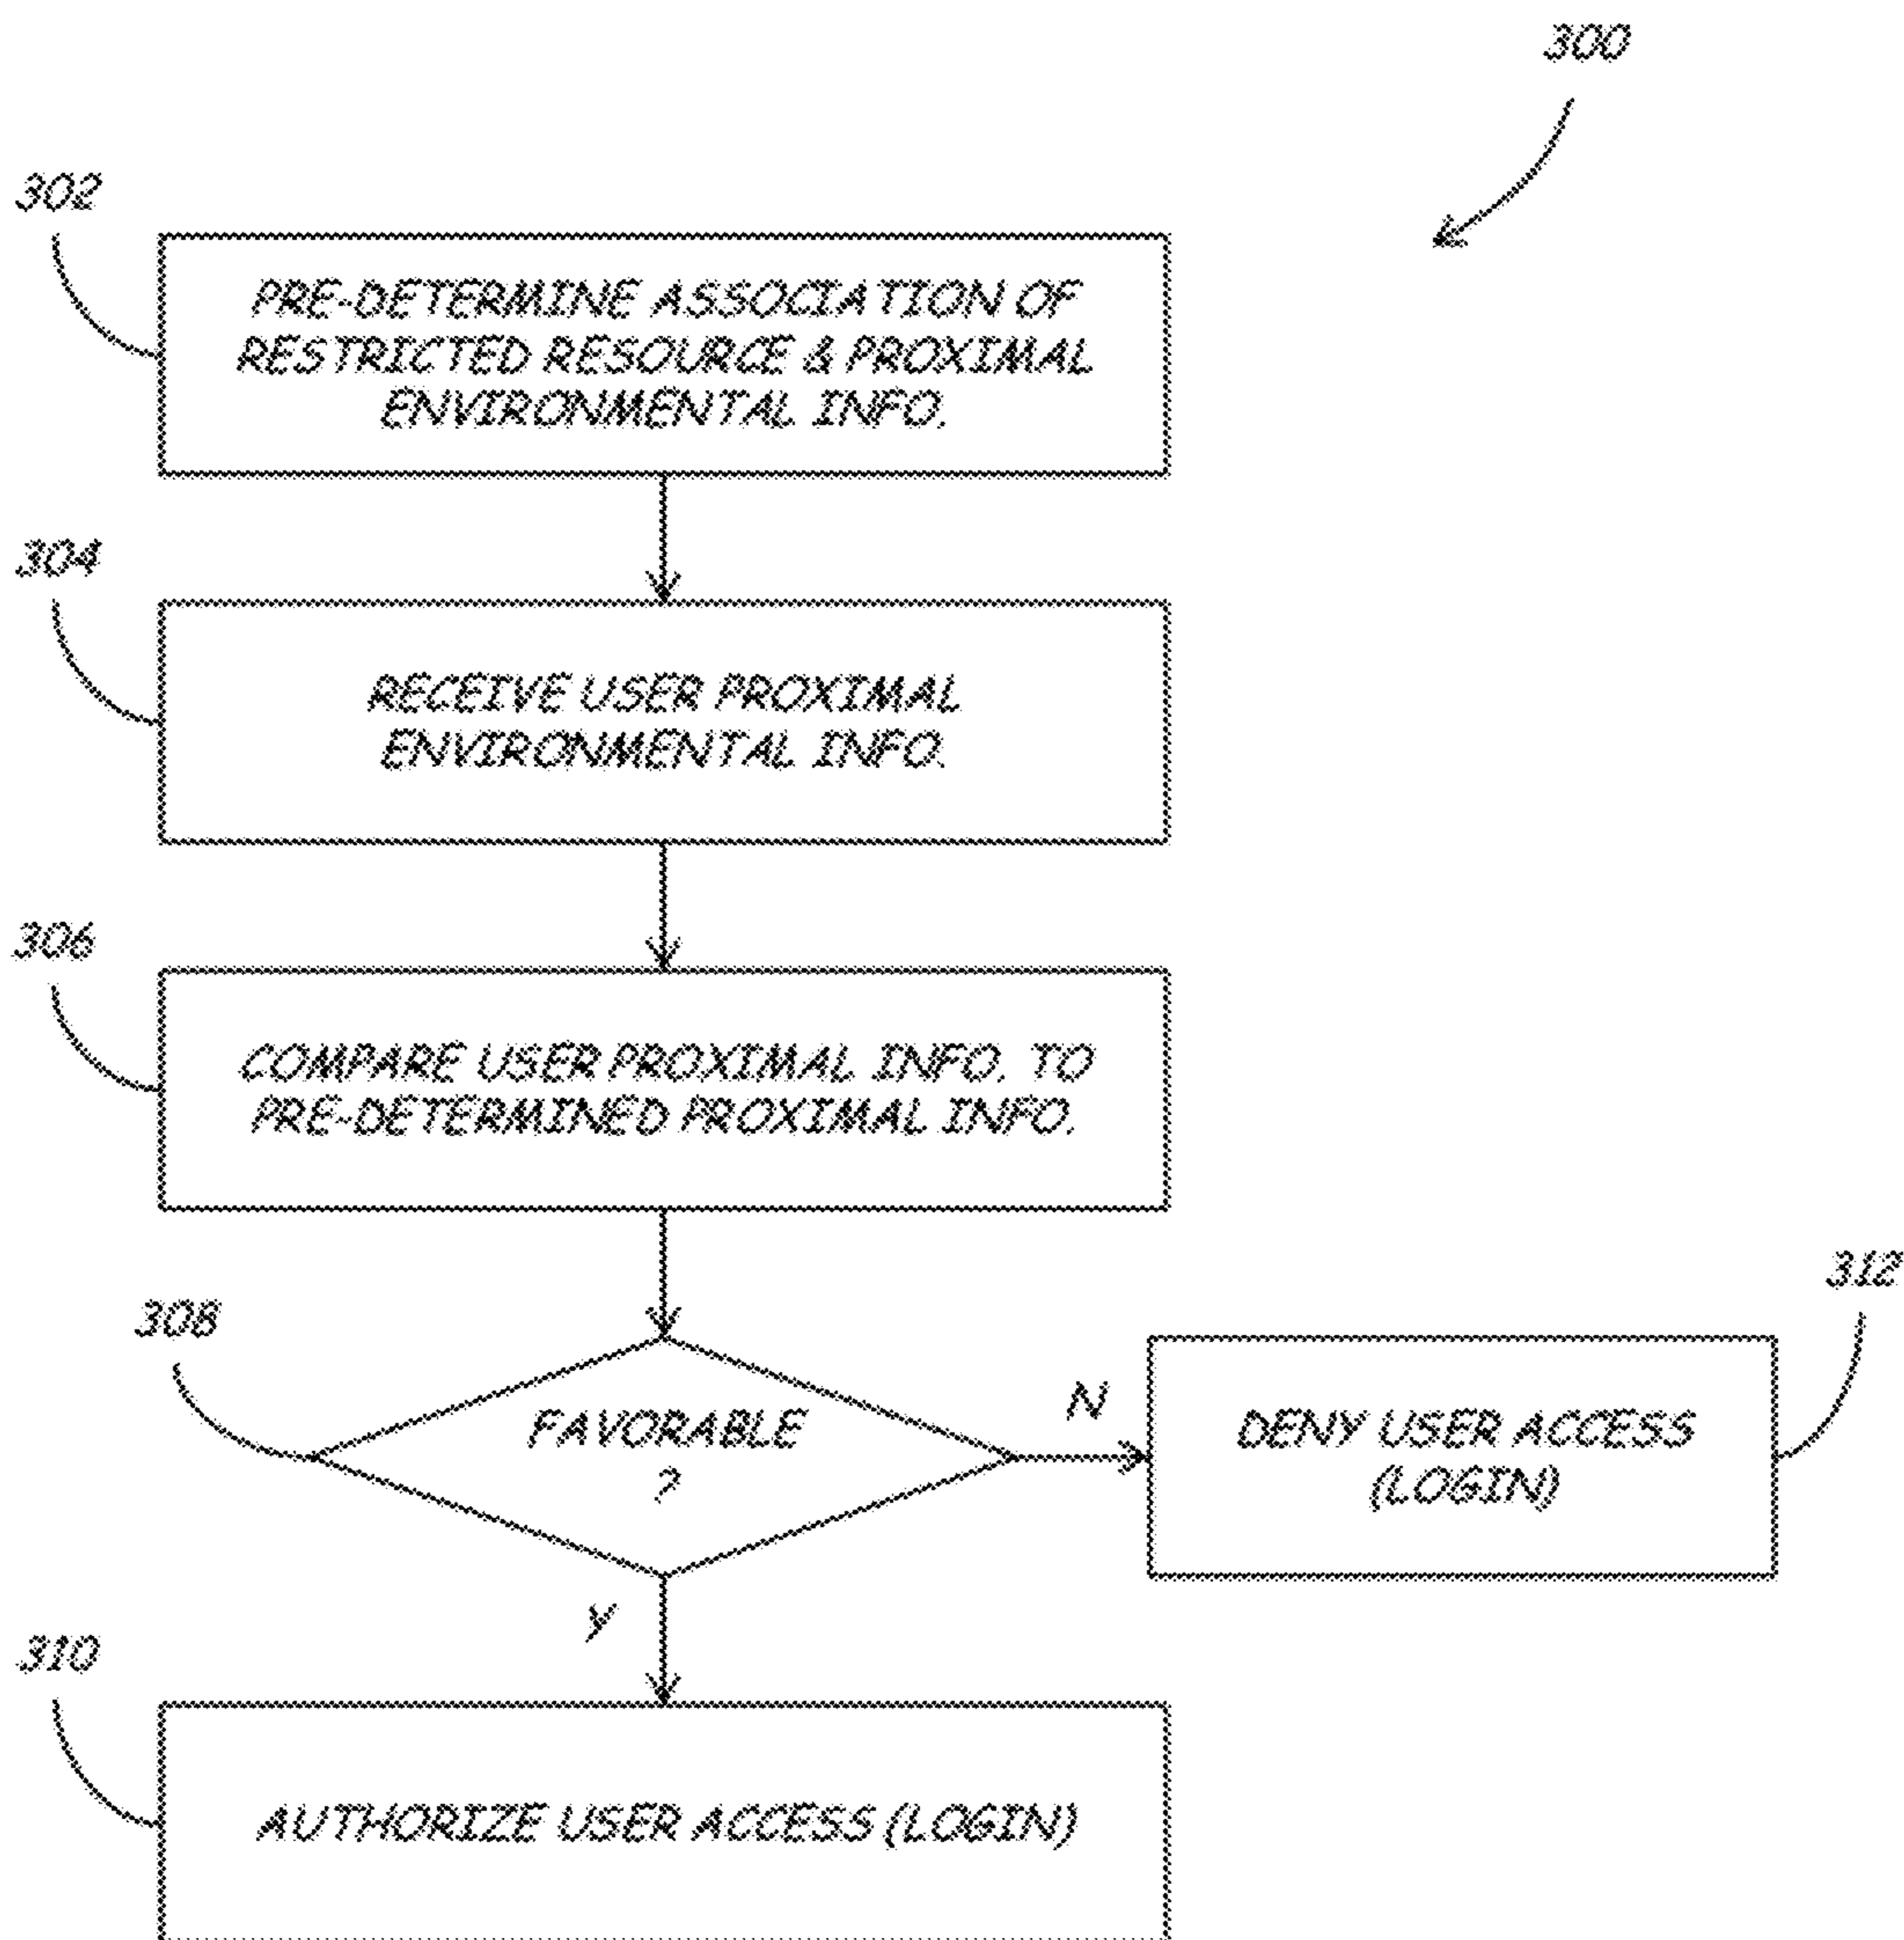 300
302
PRE-DETERMINE ASSOCIATION OF
RESTRICTED RESOURCE & PROXIMAL
ENVIRONMENTAL INFO.
304
RECEIVE USER PROXIMAL
ENVIRONMENTAL INFO.
306
COMPARE USER PROXIMAL INFO. TO
PRE-DETERMINED PROXIMAL INFO.
308
FAVORABLE
?
N
312
DENY USER ACCESS
(LOGIN)
Y
310
AUTHORIZE USER ACCESS (LOGIN)